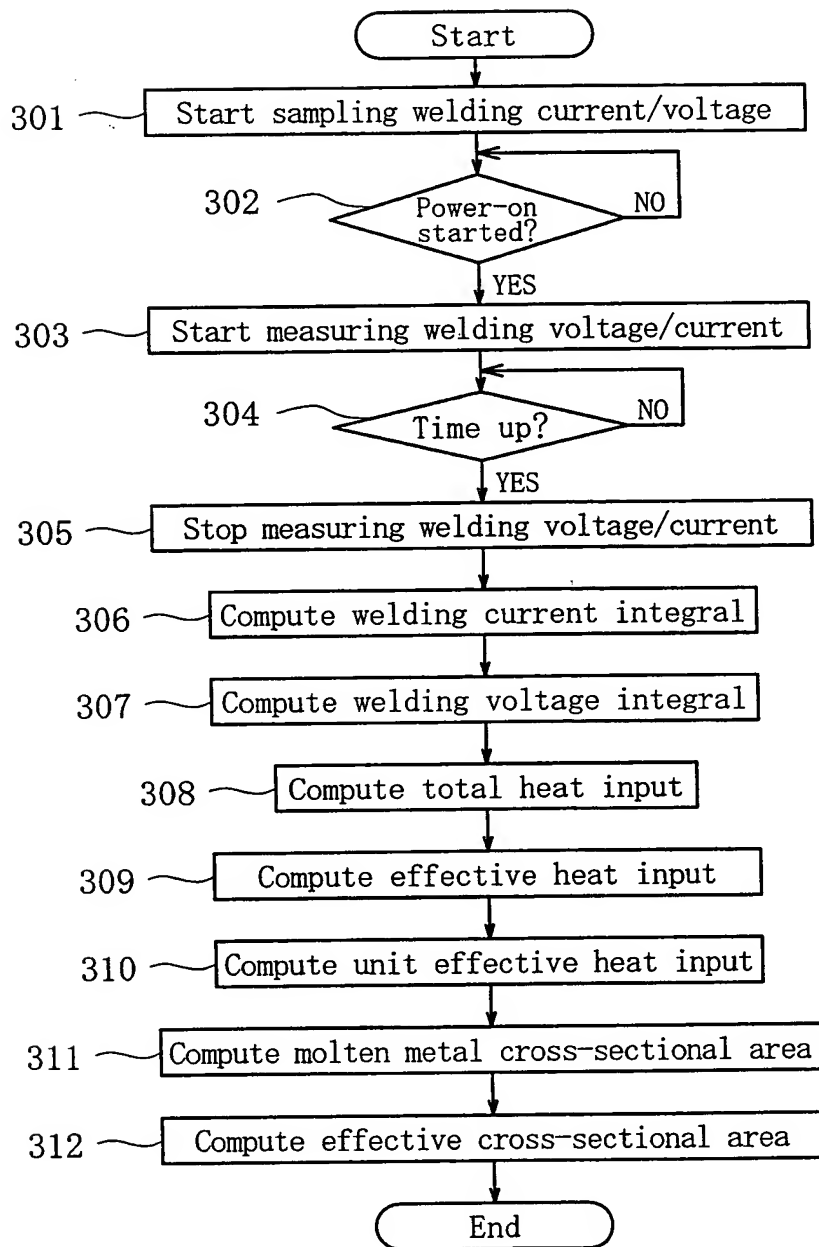 Start
301 Start sampling welding current/voltage
302 Power-on
started?
NO
YES
303 Start measuring welding voltage/current
304 Time up?
NO
YES
305 Stop measuring welding voltage/current
306 Compute welding current integral
307 Compute welding voltage integral
308 Compute total heat input
309 Compute effective heat input
310 Compute unit effective heat input
311 Compute molten metal cross-sectional area
312 Compute effective cross-sectional area
End